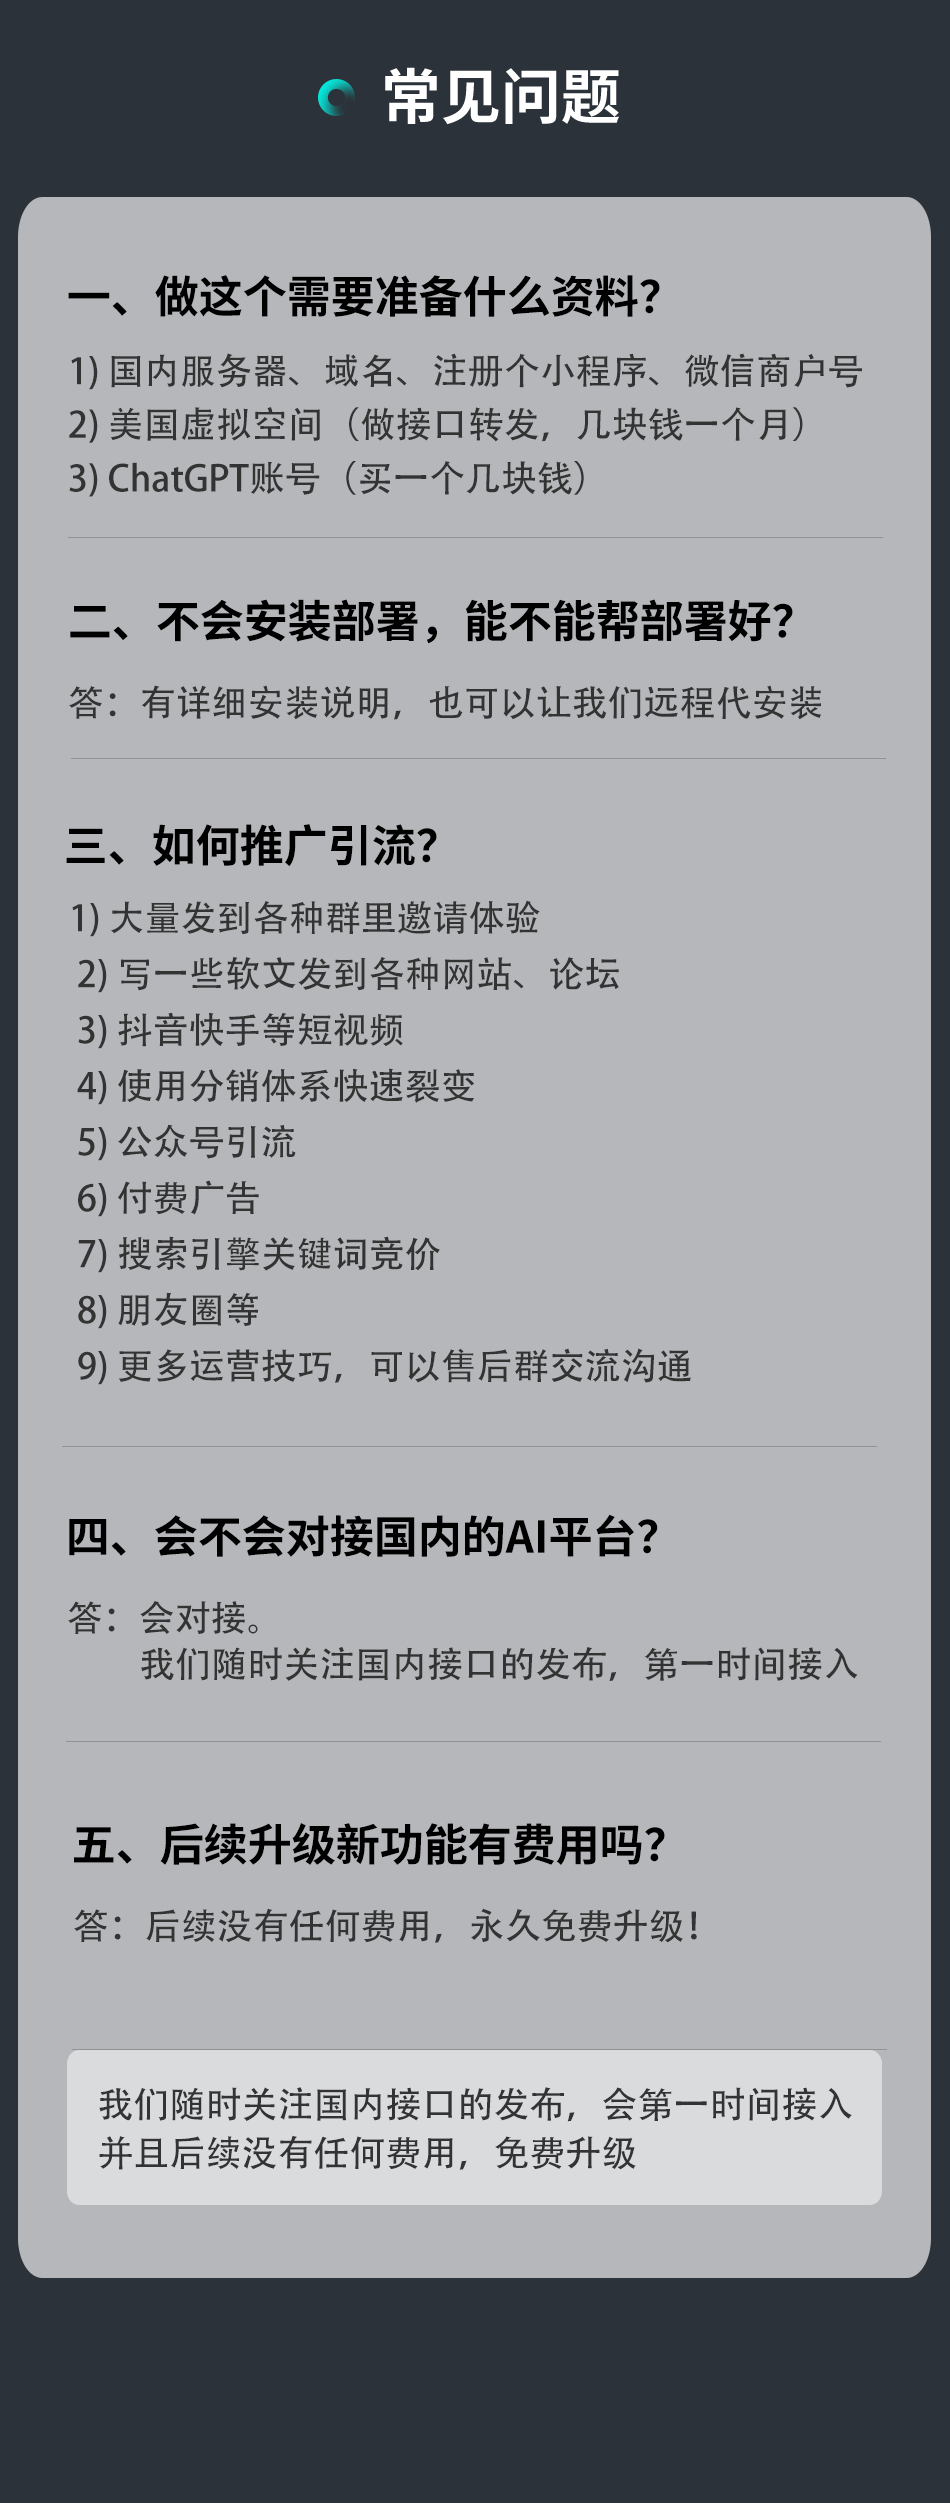 常见问题
一、做这个需要准备什么资料？
1) 国内服务器、域名、注册个小程序、微信商户号
2) 美国虚拟空间（做接口转发，几块钱一个月）
3) ChatGPT账号（买一个几块钱）
二、不会安装部署，能不能帮部署好？
答：有详细安装说明，也可以让我们远程代安装
三、如何推广引流？
1) 大量发到各种群里邀请体验
2) 写一些软文发到各种网站、论坛
3) 抖音快手等短视频
4) 使用分销体系快速裂变
5) 公众号引流
6) 付费广告
7) 搜索引擎关键词竞价
8) 朋友圈等
9) 更多运营技巧，可以售后群交流沟通
四、会不会对接国内的AI平台？
答：会对接。
我们随时关注国内接口的发布，第一时间接入
五、后续升级新功能有费用吗？
答：后续没有任何费用，永久免费升级！
我们随时关注国内接口的发布，会第一时间接入
并且后续没有任何费用，免费升级